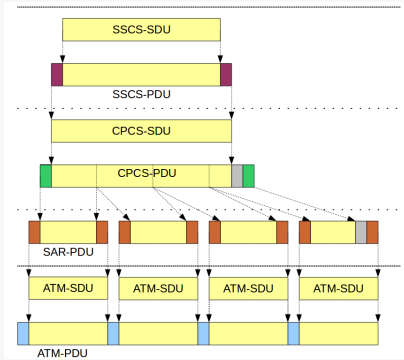 SSCS-SDU
SSCS-PDU
CPCS-SDU
CPCS-PDU
SAR-PDU
ATM-SDU ATM-SDU ATM-SDU ATM-SDU
ATM-PDU